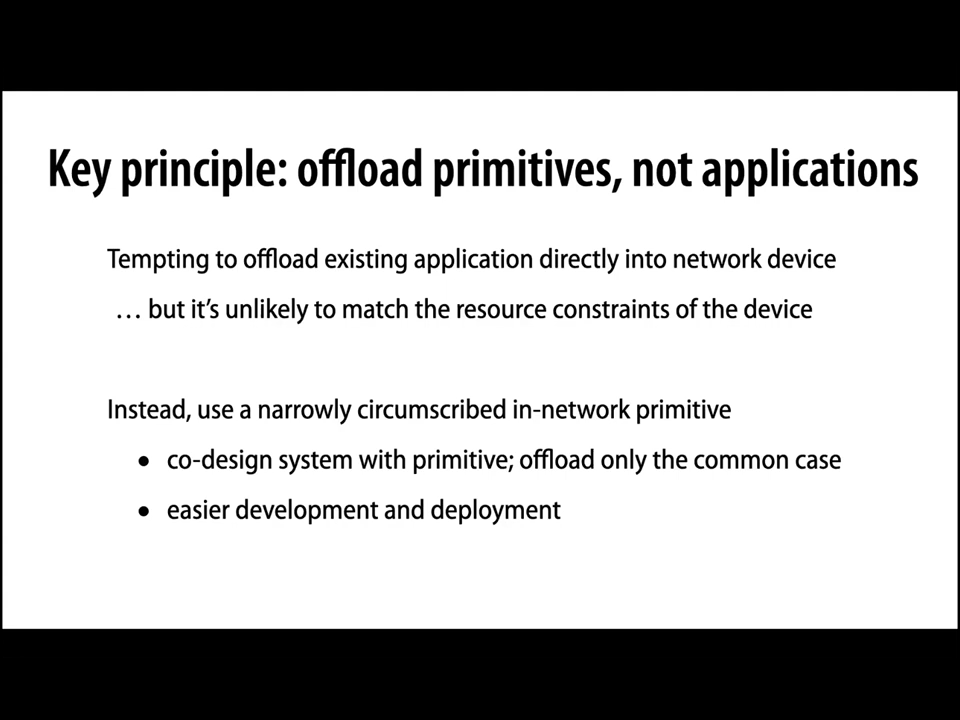 Key principle: offload primitives, not applications
Tempting to offload existing application directly into network device
… but it’s unlikely to match the resource constraints of the device
Instead, use a narrowly circumscribed in-network primitive
• co-design system with primitive; offload only the common case
• easier development and deployment